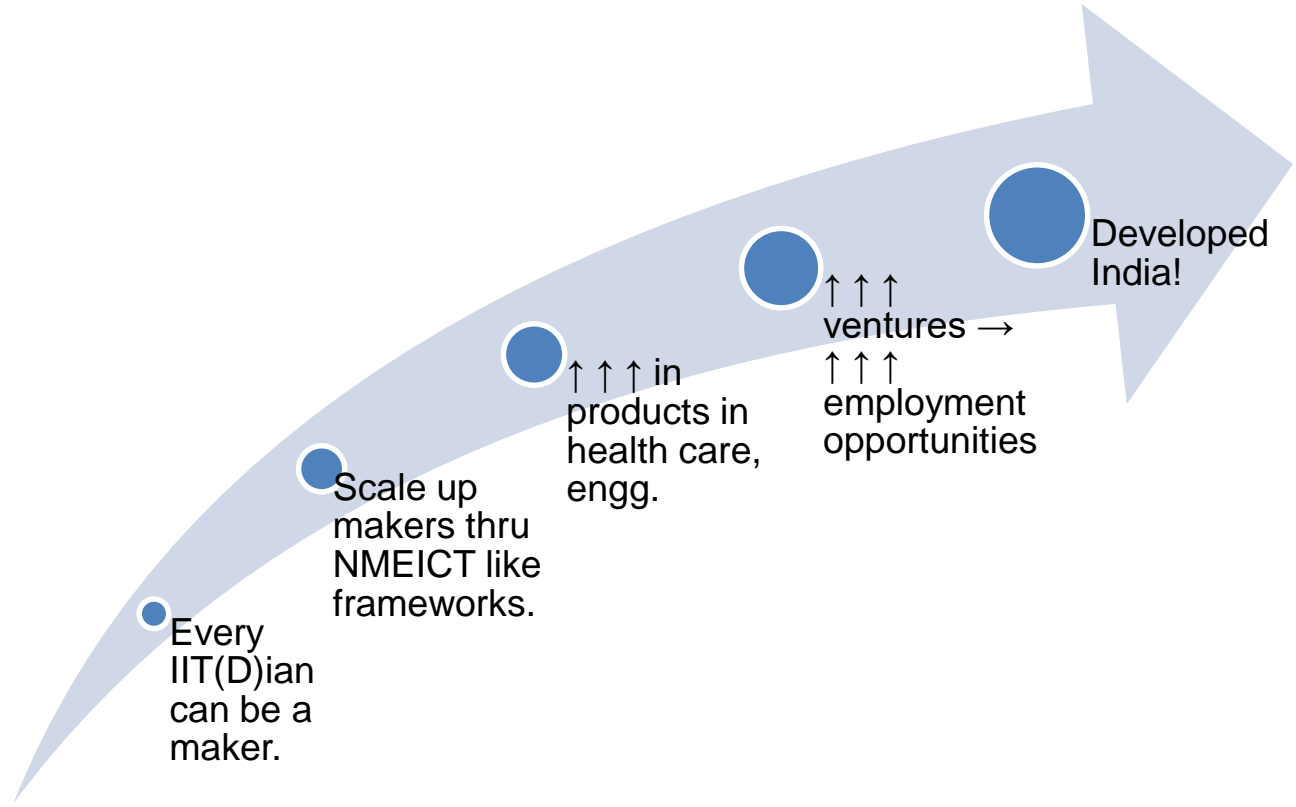 Every
IIT(D)ian
can be a
maker.
Scale up
makers thru
NMEICT like
frameworks.
↑ ↑ ↑ in
products in
health care,
engg.
↑ ↑ ↑
ventures →
↑ ↑ ↑
employment
opportunities
Developed
India!